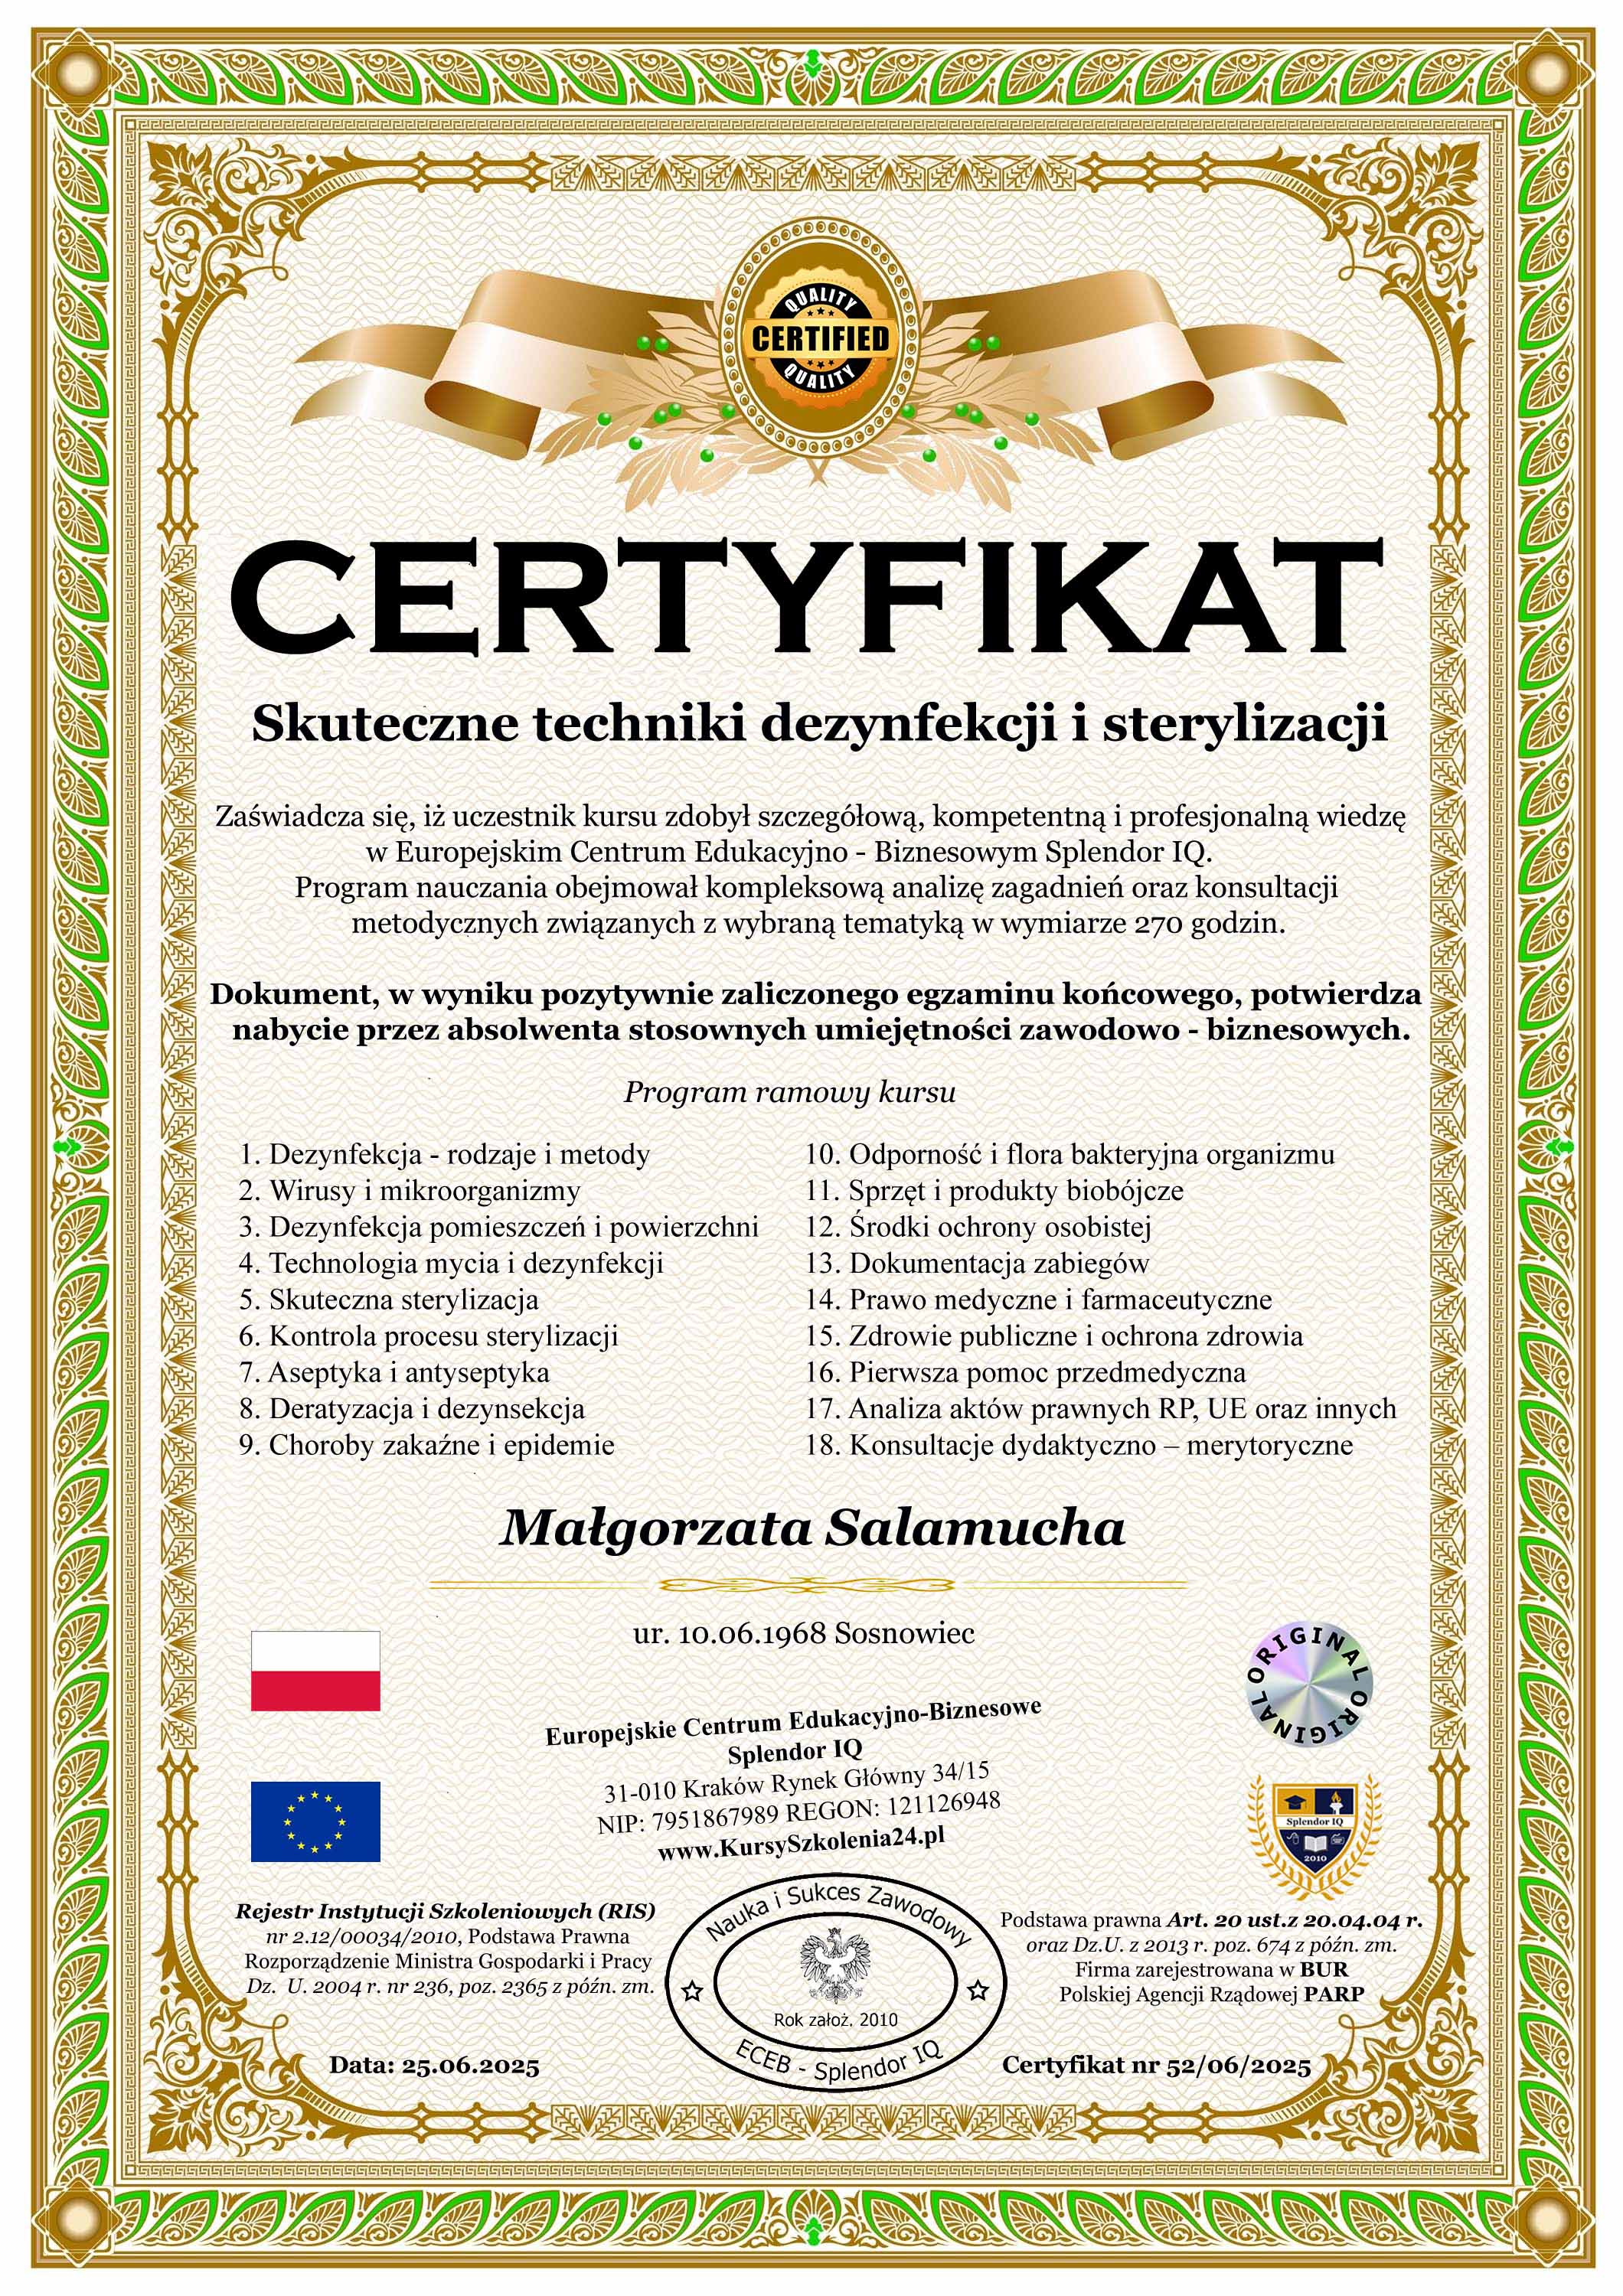 QUALITY
CERTIFIED
QUALITY
CERTYFIKAT
Skuteczne techniki dezynfekcji i sterylizacji
Zaświadcza się, iż uczestnik kursu zdobył szczegółową, kompetentną i profesjonalną wiedzę
w Europejskim Centrum Edukacyjno - Biznesowym Splendor IQ.
Program nauczania obejmował kompleksową analizę zagadnień oraz konsultacji
metodycznych związanych z wybraną tematyką w wymiarze 270 godzin.
Dokument, w wyniku pozytywnie zaliczonego egzaminu końcowego, potwierdza
nabycie przez absolwenta stosownych umiejętności zawodowo - biznesowych.
Program ramowy kursu
1. Dezynfekcja - rodzaje i metody
2. Wirusy i mikroorganizmy
3. Dezynfekcja pomieszczeń i powierzchni
4. Technologia mycia i dezynfekcji
5. Skuteczna sterylizacja
6. Kontrola procesu sterylizacji
7. Aseptyka i antyseptyka
8. Deratyzacja i dezynsekcja
9. Choroby zakaźne i epidemie
10. Odporność i flora bakteryjna organizmu
11. Sprzęt i produkty biobójcze
12. Środki ochrony osobistej
13. Dokumentacja zabiegów
14. Prawo medyczne i farmaceutyczne
15. Zdrowie publiczne i ochrona zdrowia
16. Pierwsza pomoc przedmedyczna
17. Analiza aktów prawnych RP, UE oraz innych
18. Konsultacje dydaktyczno – merytoryczne
Małgorzata Salamucha
ur. 10.06.1968 Sosnowiec
ORIGINAL ORIGINAL
Europejskie Centrum Edukacyjno-Biznesowe
Splendor IQ
31-010 Kraków Rynek Główny 34/15
NIP: 7951867989 REGON: 121126948
www.KursySzkolenia24.pl
Splendor IQ
2010
Rejestr Instytucji Szkoleniowych (RIS)
nr 2.12/00034/2010, Podstawa Prawna
Rozporządzenie Ministra Gospodarki i Pracy
Dz. U. 2004 r. nr 236, poz. 2365 z późn. zm.
Nauka i Sukces Zawodowy
Rok założ. 2010
ECEB - Splendor IQ
Podstawa prawna Art. 20 ust.z 20.04.04 r.
oraz Dz.U. z 2013 r. poz. 674 z późn. zm.
Firma zarejestrowana w BUR
Polskiej Agencji Rządowej PARP
Data: 25.06.2025
Certyfikat nr 52/06/2025